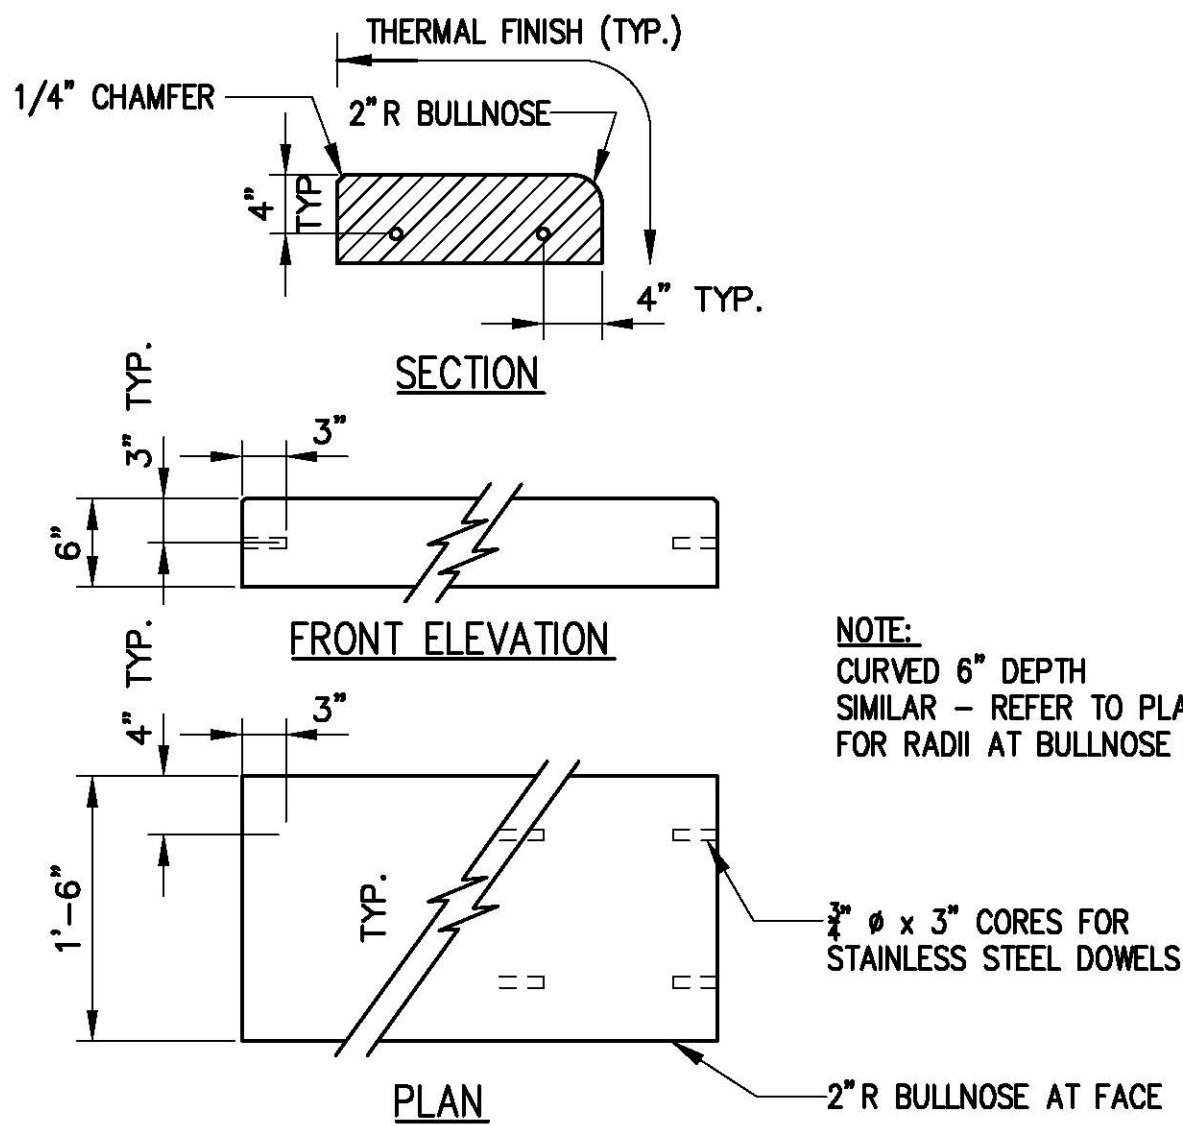 THERMAL FINISH (TYP.)
1/4" CHAMFER
2"R BULLNOSE
4"
TYP
4" TYP.
SECTION
3" TYP.
3"
6"
FRONT ELEVATION
NOTE:
CURVED 6" DEPTH
SIMILAR - REFER TO PLA
FOR RADII AT BULLNOSE
4" TYP.
3"
1'-6"
TYP.
3/4" ø x 3" CORES FOR
STAINLESS STEEL DOWELS
2"R BULLNOSE AT FACE
PLAN